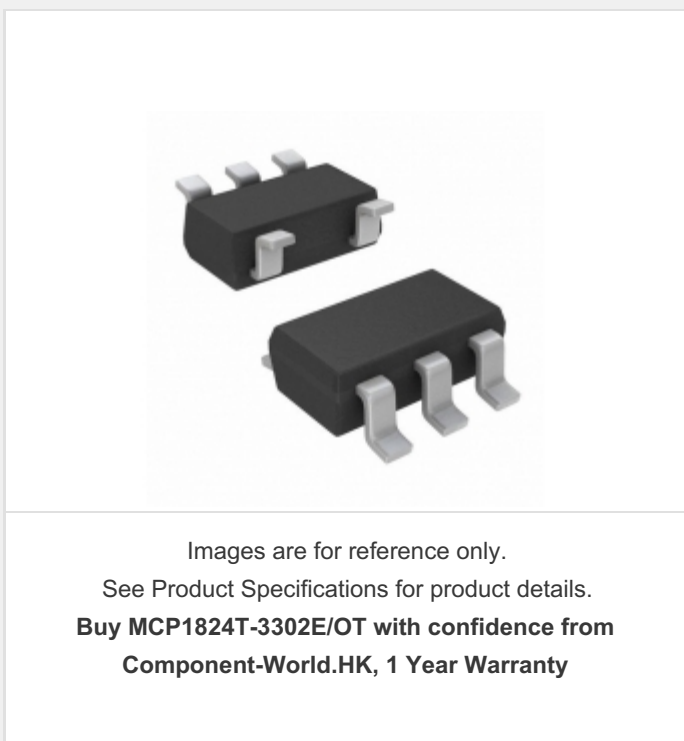 Images are for reference only.
See Product Specifications for product details.
Buy MCP1824T-3302E/OT with confidence from
Component-World.HK, 1 Year Warranty